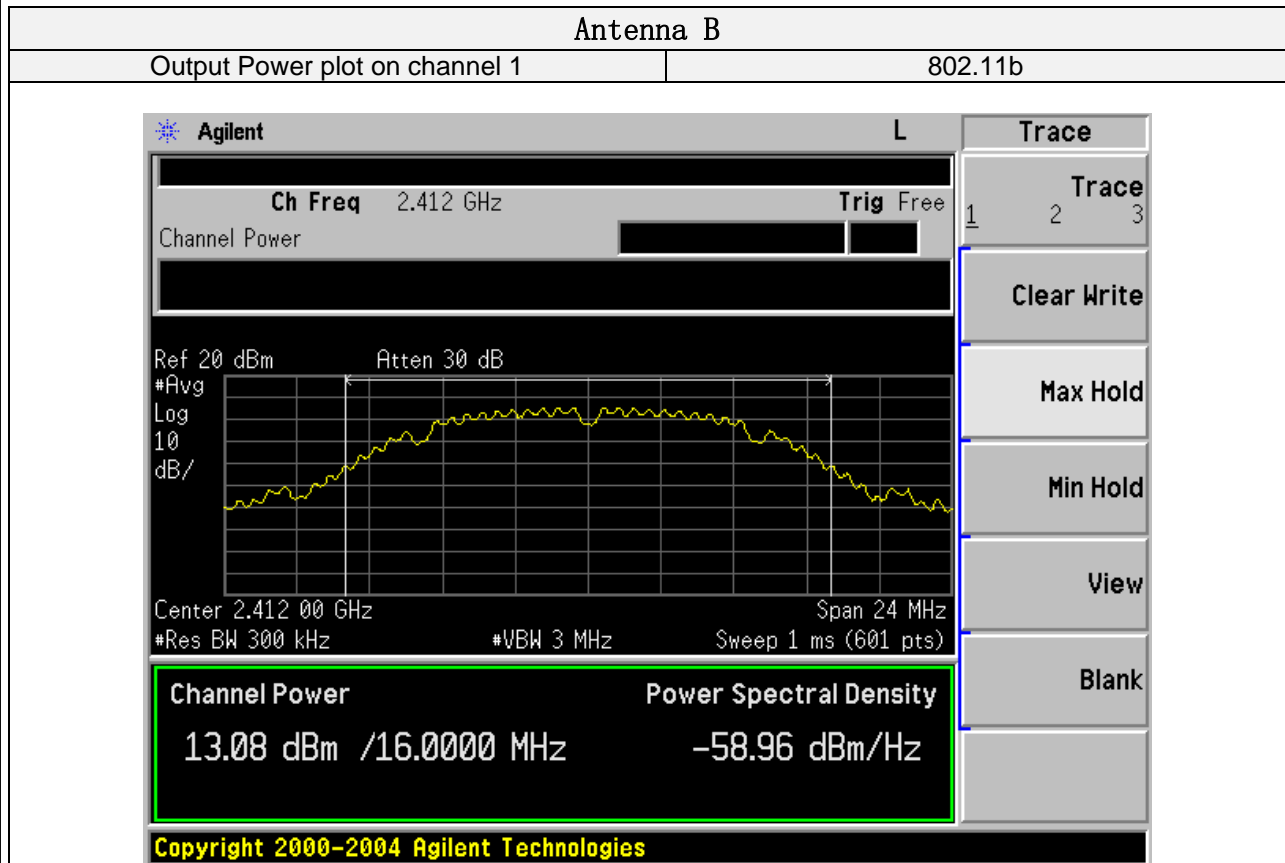 Antenna B
Output Power plot on channel 1 802.11b
Agilent L Trace
Ch Freq 2.412 GHz Trig Free
Channel Power
Trace
1 2 3
Clear Write
Ref 20 dBm Atten 30 dB
#Avg
Log
10
dB/
Max Hold
Min Hold
View
Center 2.412 00 GHz Span 24 MHz
#Res BW 300 kHz #VBW 3 MHz Sweep 1 ms (601 pts)
Channel Power Power Spectral Density
13.08 dBm /16.0000 MHz -58.96 dBm/Hz
Blank
Copyright 2000-2004 Agilent Technologies